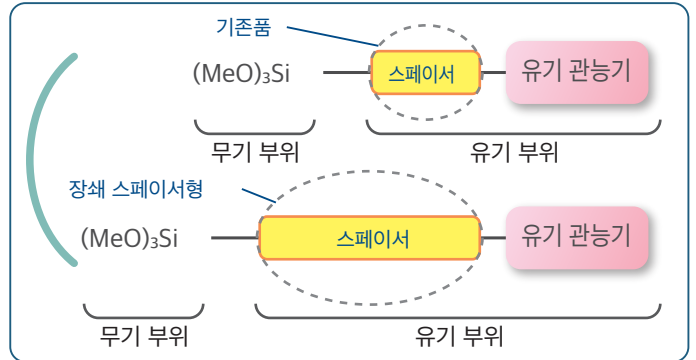 기존품
(MeO)₃Si 스페이서 유기 관능기
무기 부위 유기 부위
장쇄 스페이서형
(MeO)₃Si 스페이서 유기 관능기
무기 부위 유기 부위